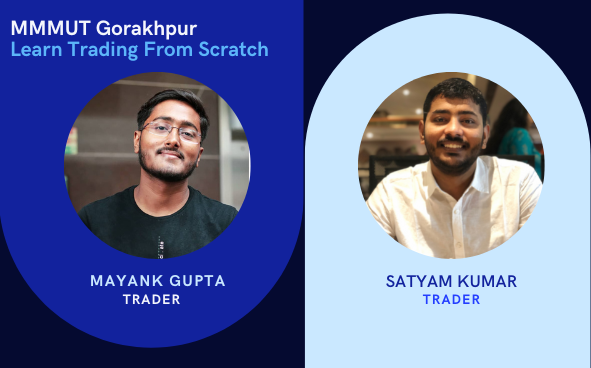 MMMUT Gorakhpur
Learn Trading From Scratch
MAYANK GUPTA
TRADER
SATYAM KUMAR
TRADER